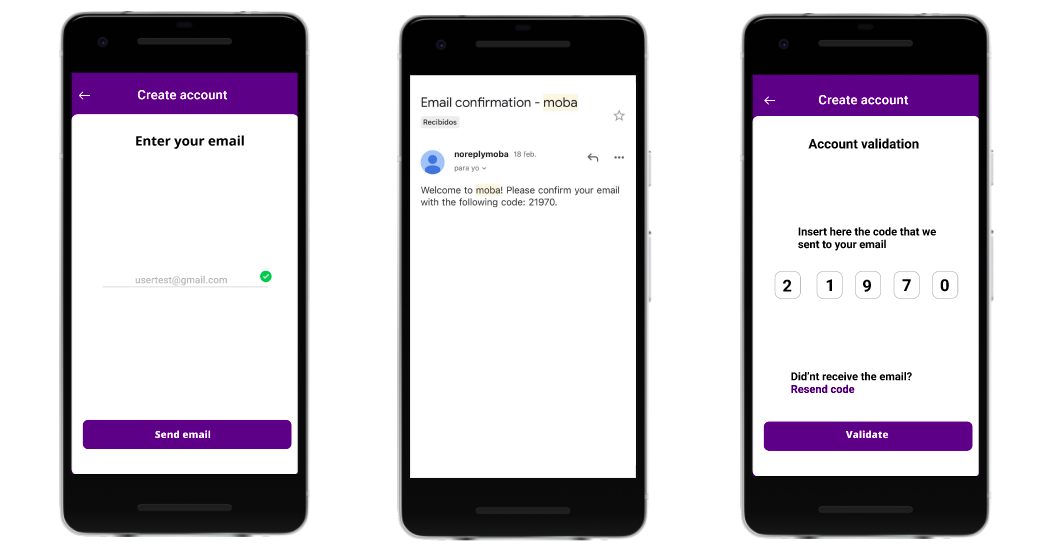 Create account
Enter your email
usertest@gmail.com
Send email
Email confirmation - moba
Recibidos
noreplymoba 18 feb.
para yo
Welcome to moba! Please confirm your email
with the following code: 21970.
Create account
Account validation
Insert here the code that we
sent to your email
2 1 9 7 0
Did'nt receive the email?
Resend code
Validate